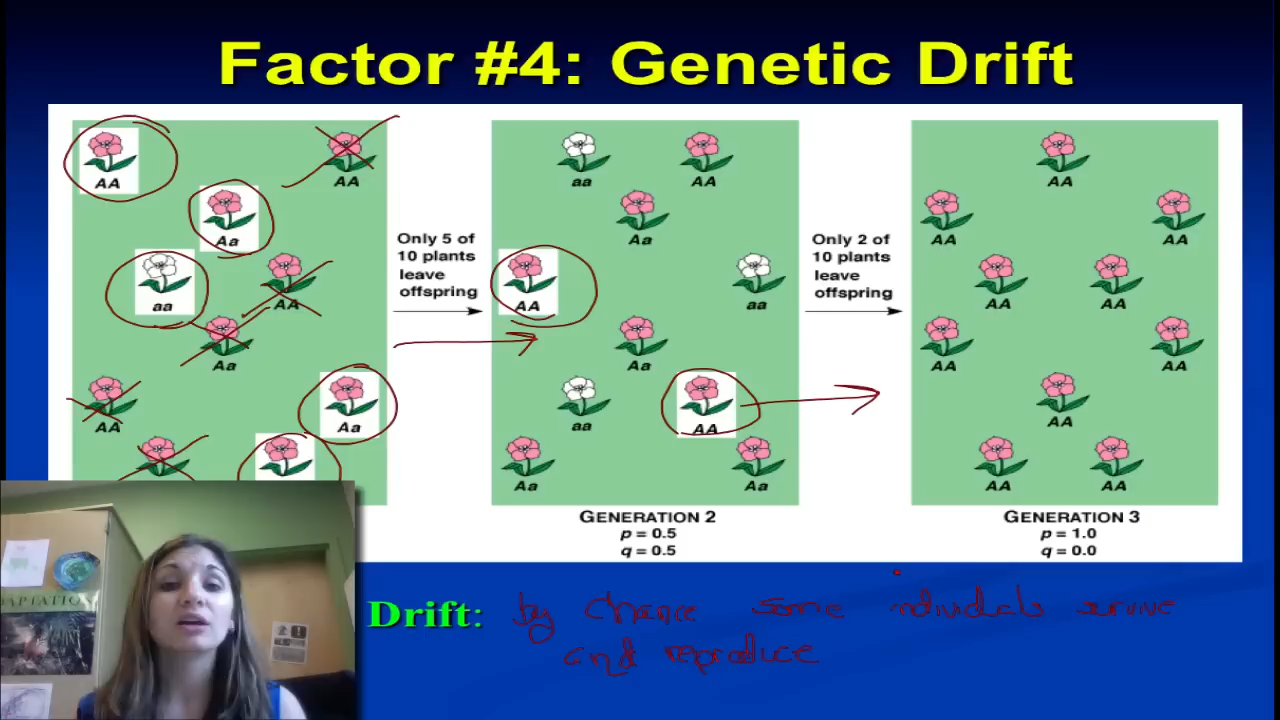 Factor #4: Genetic Drift
AA
AA
Aa
aa
AA
Aa
AA
Aa
Only 5 of
10 plants
leave
offspring
aa
AA
Aa
AA
aa
Aa
aa
AA
Aa
Aa
GENERATION 2
p = 0.5
q = 0.5
Only 2 of
10 plants
leave
offspring
AA
AA
AA
AA
AA
AA
AA
AA
AA
AA
GENERATION 3
p = 1.0
q = 0.0
Drift: by chance some individals survive
and reproduce
DAPTATION